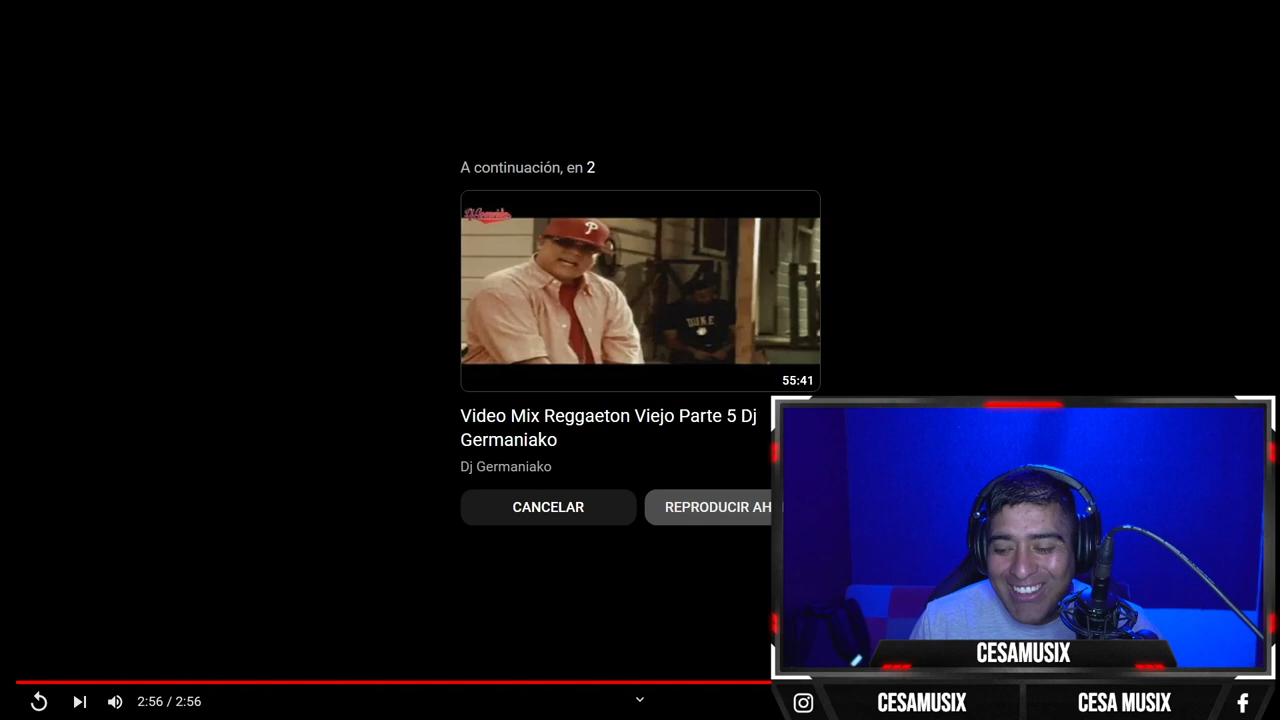 A continuación, en 2
DUKE
55:41
Video Mix Reggaeton Viejo Parte 5 Dj
Germaniako
Dj Germaniako
CANCELAR
REPRODUCIR AH
CESAMUSIX
2:56 / 2:56
CESAMUSIX
CESA MUSIX